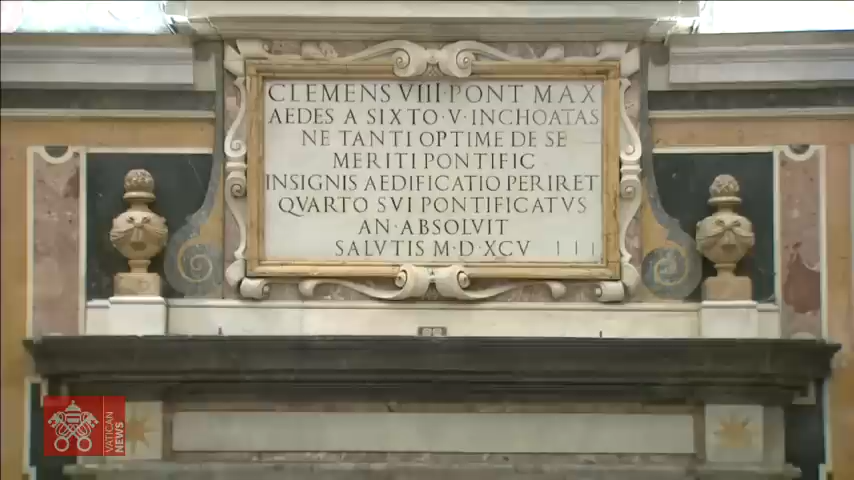 CLEMENS VIII·PONT MAX
AEDES A SIXTO·V·INCHOATAS
NE TANTI OPTIME DE SE
MERITI PONTIFIC
INSIGNIS AEDIFICATIO PERIRET
QVARTO SVI PONTIFICATVS
AN·ABSOLVIT
SALVTIS M·D·XCV III
VATICAN
NEWS